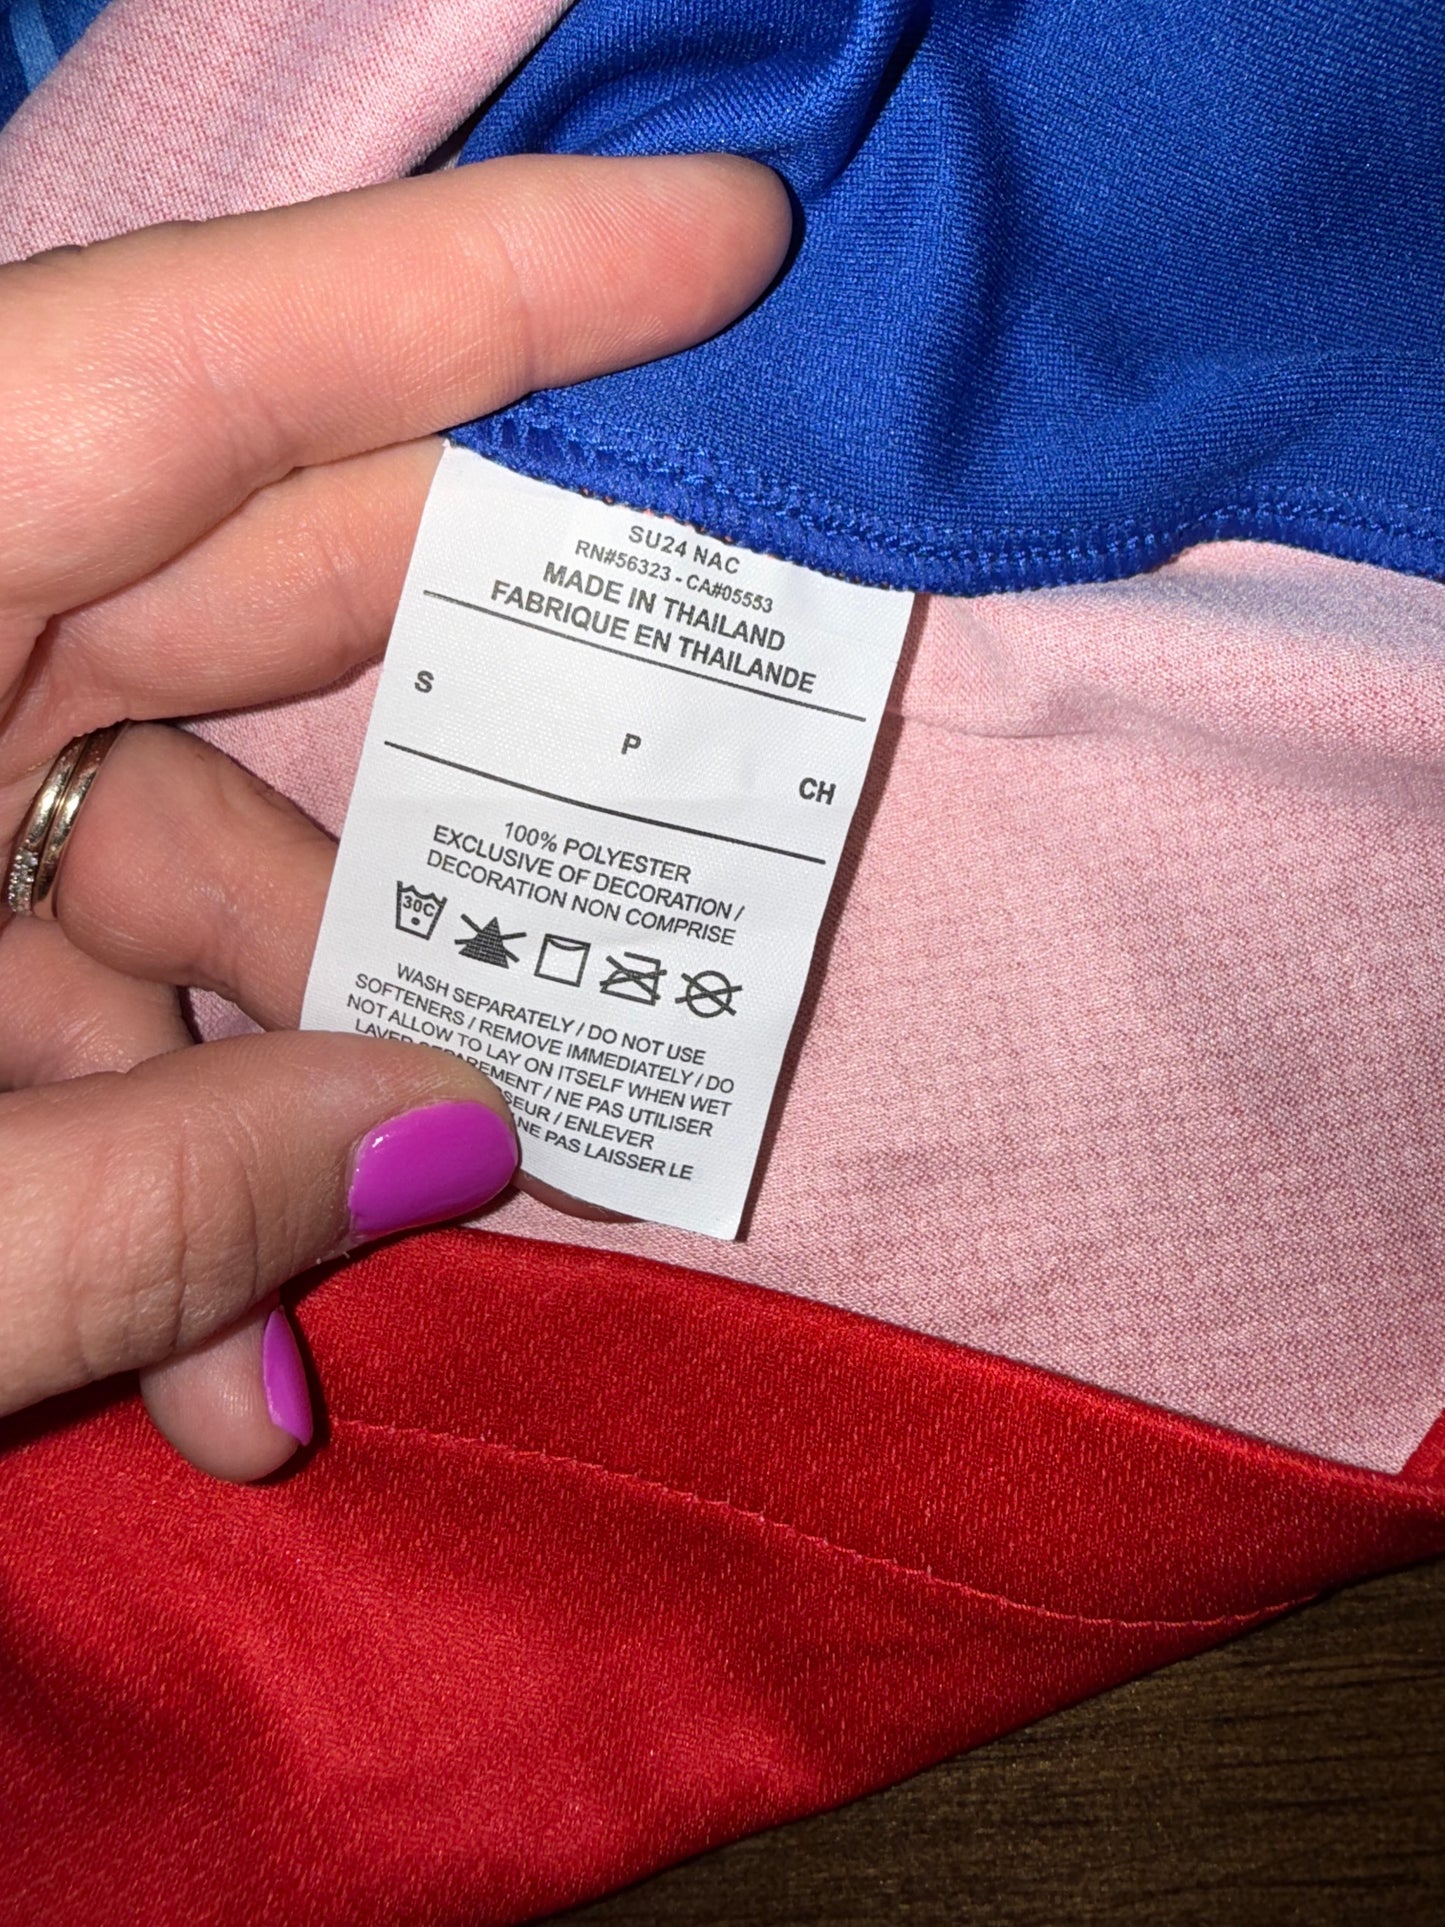 SU24 NAC
RN#56323 - CA#05553
MADE IN THAILAND
FABRIQUE EN THAILANDE
S P CH
100% POLYESTER
EXCLUSIVE OF DECORATION /
DECORATION NON COMPRISE
30C
WASH SEPARATELY / DO NOT USE
SOFTENERS / REMOVE IMMEDIATELY / DO
NOT ALLOW TO LAY ON ITSELF WHEN WET
LAVER / NE PAS UTILISER
/ ENLEVER
NE PAS LAISSER LE